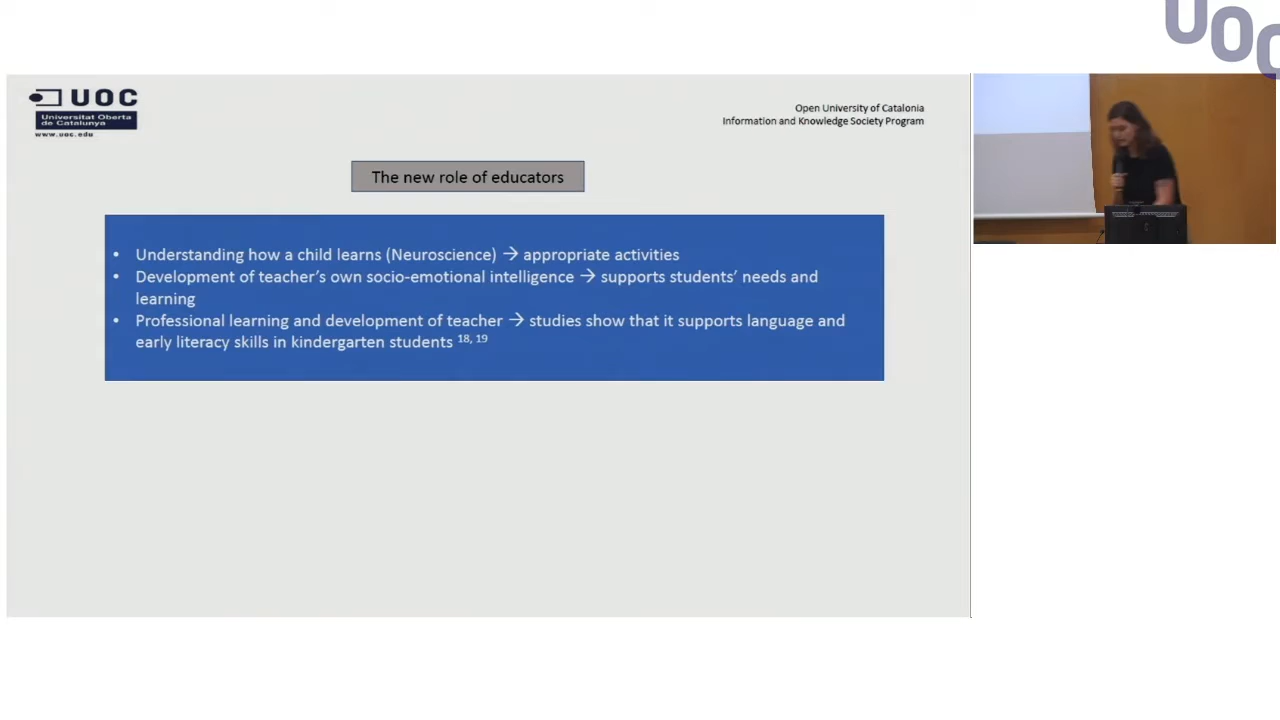 UOC
UOC
Universitat Oberta
de Catalunya
www.uoc.edu
Open University of Catalonia
Information and Knowledge Society Program
The new role of educators
• Understanding how a child learns (Neuroscience) → appropriate activities
• Development of teacher's own socio-emotional intelligence → supports students' needs and
learning
• Professional learning and development of teacher → studies show that it supports language and
early literacy skills in kindergarten students 18, 19